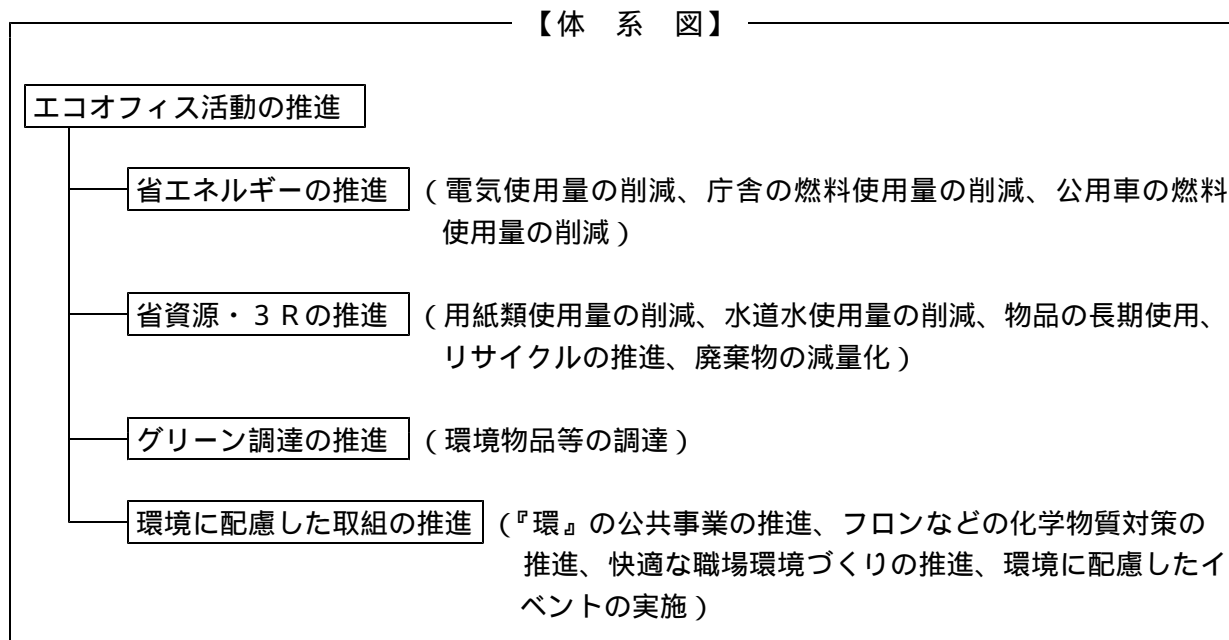 【体　系　図】
エコオフィス活動の推進
省エネルギーの推進 (電気使用量の削減、庁舎の燃料使用量の削減、公用車の燃料
使用量の削減)
省資源・３Ｒの推進 (用紙類使用量の削減、水道水使用量の削減、物品の長期使用、
リサイクルの推進、廃棄物の減量化)
グリーン調達の推進 (環境物品等の調達)
環境に配慮した取組の推進 (『環』の公共事業の推進、フロンなどの化学物質対策の
推進、快適な職場環境づくりの推進、環境に配慮したイ
ベントの実施)